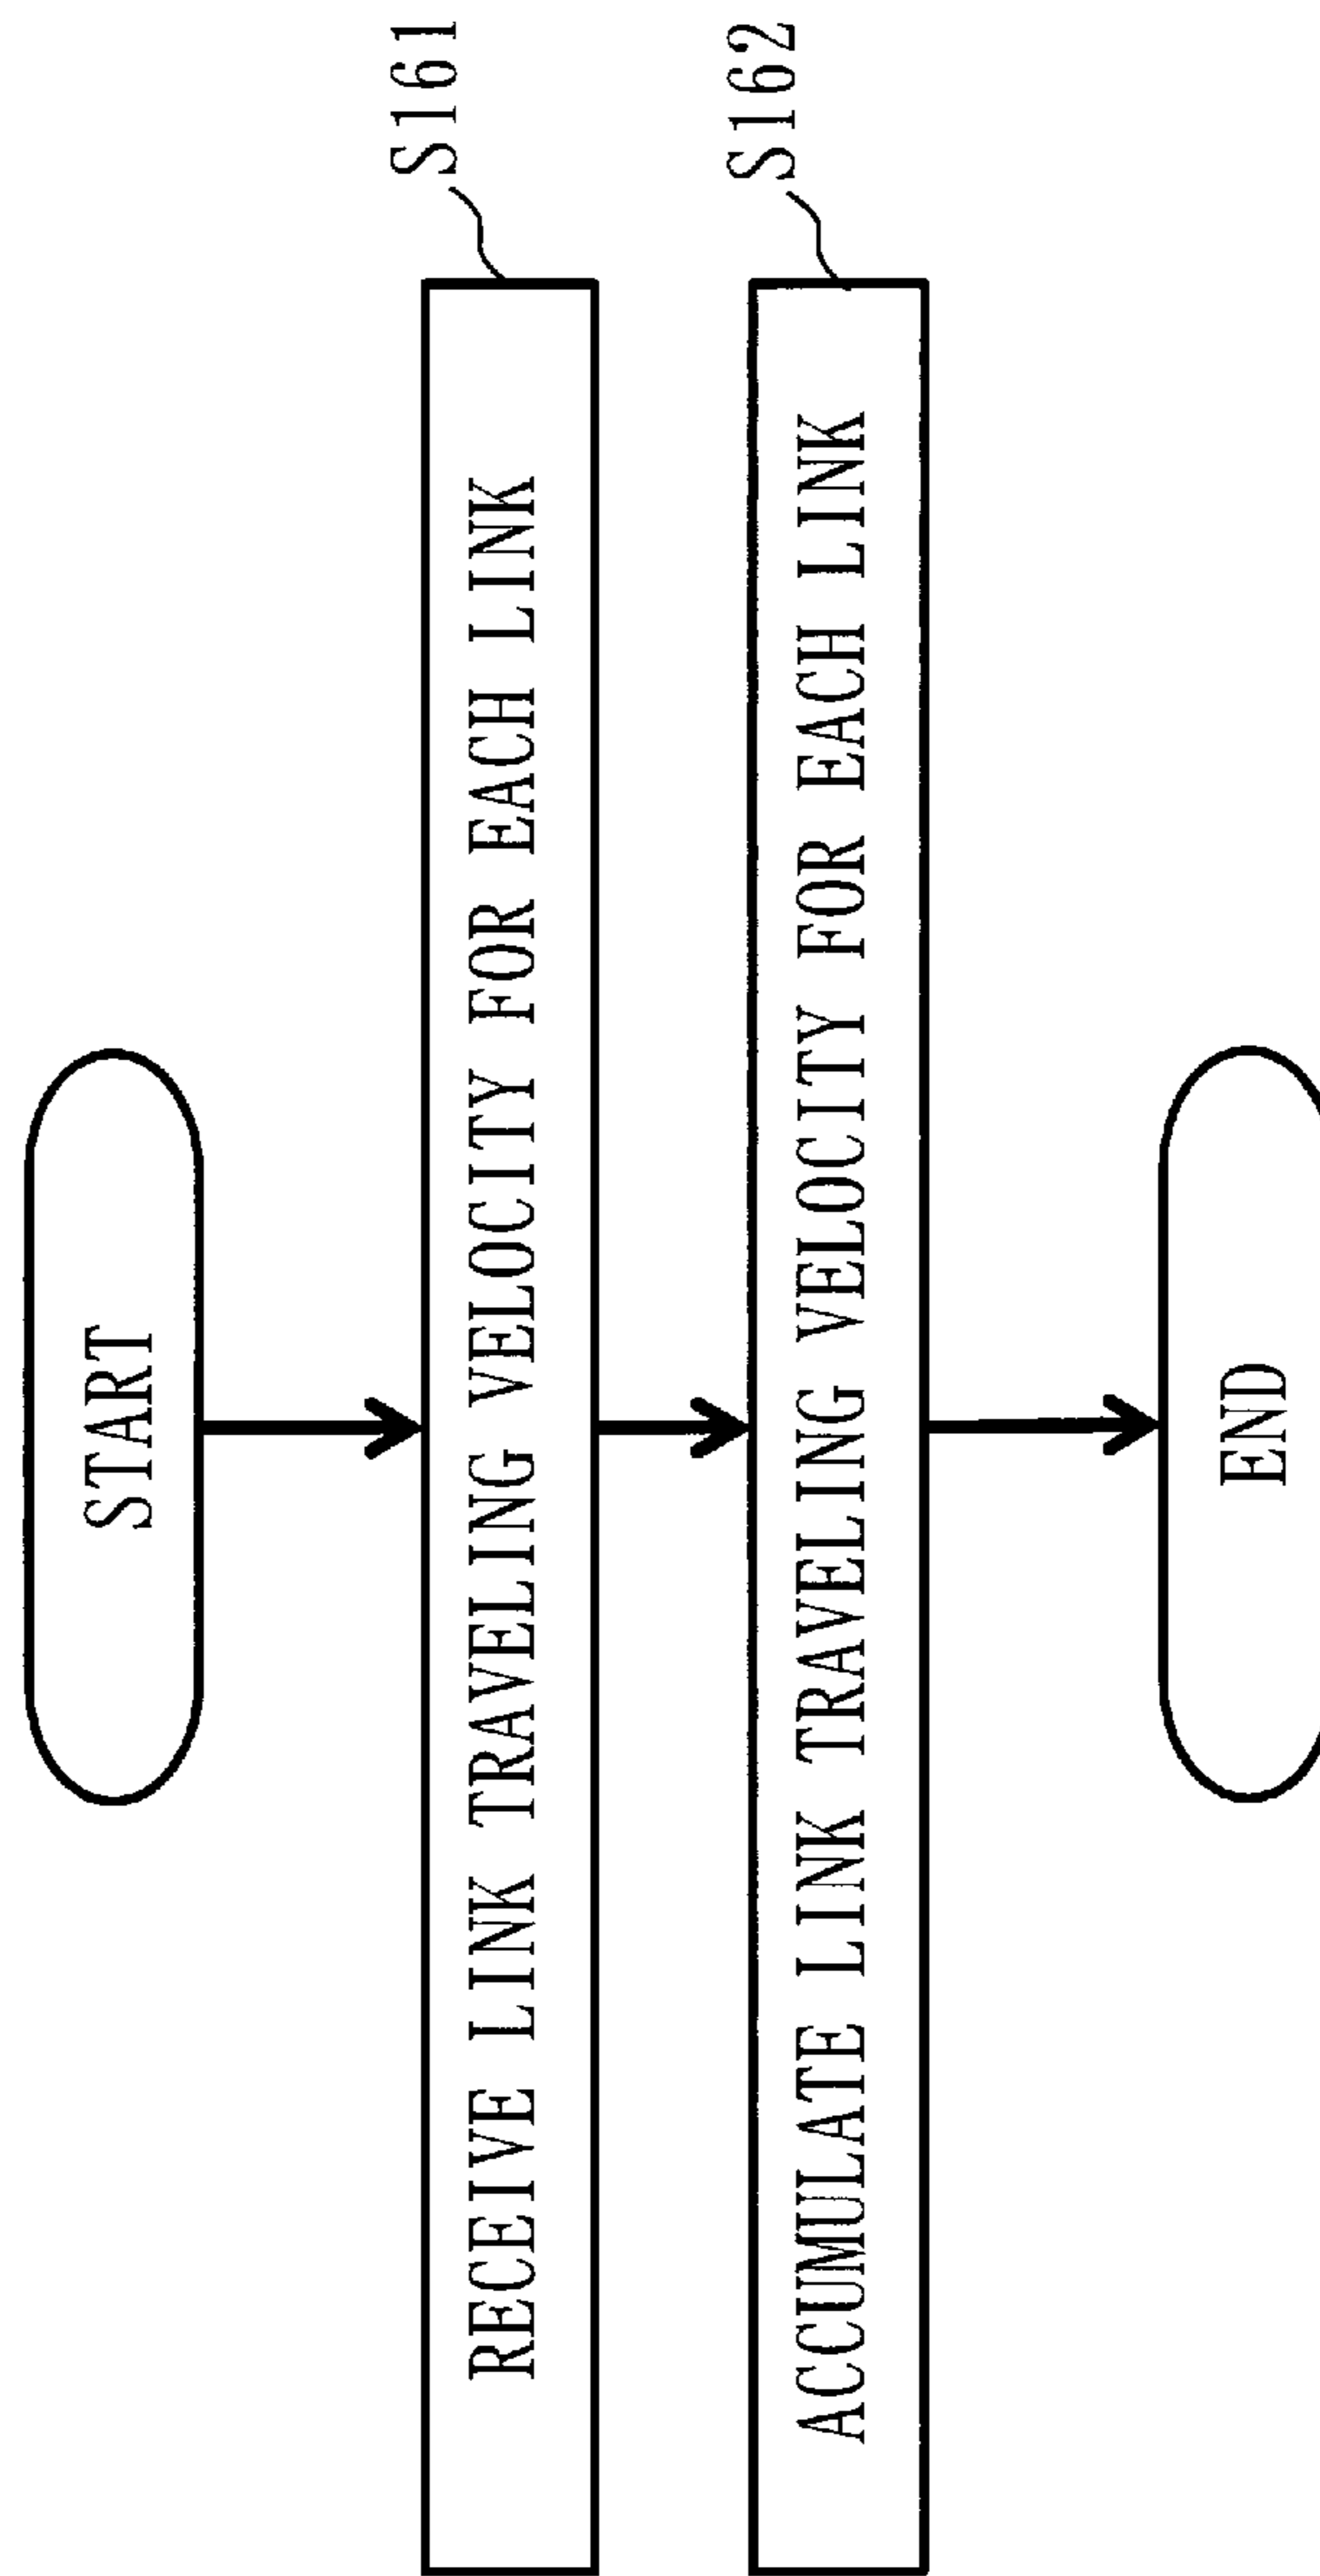 START
S161
RECEIVE LINK TRAVELING VELOCITY FOR EACH LINK
S162
ACCUMULATE LINK TRAVELING VELOCITY FOR EACH LINK
END